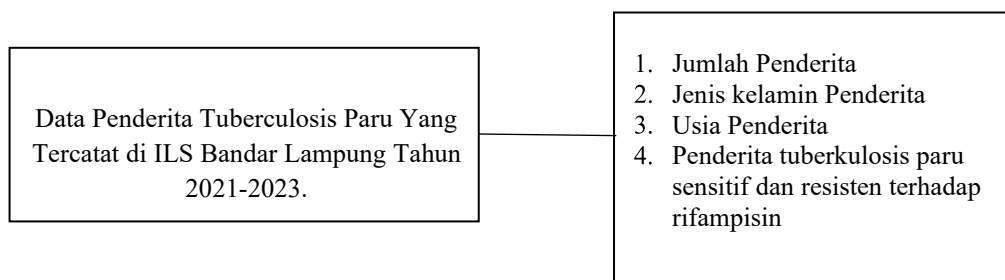 Data Penderita Tuberculosis Paru Yang
Tercatat di ILS Bandar Lampung Tahun
2021-2023.
1. Jumlah Penderita
2. Jenis kelamin Penderita
3. Usia Penderita
4. Penderita tuberkulosis paru
sensitif dan resisten terhadap
rifampisin